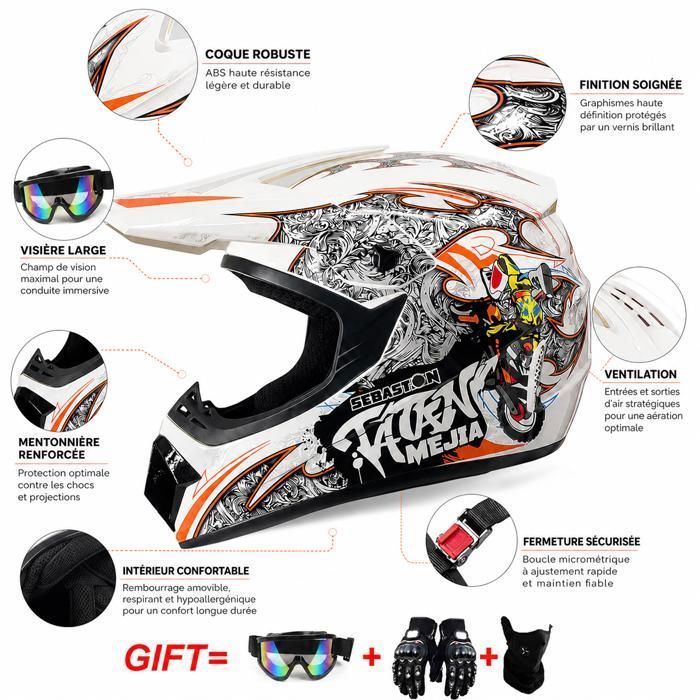 COQUE ROBUSTE
ABS haute résistance
légère et durable
FINITION SOIGNÉE
Graphismes haute
définition protégés
par un vernis brillant
VISIÈRE LARGE
Champ de vision
maximal pour une
conduite immersive
VENTILATION
Entrées et sorties
d'air stratégiques
pour une aération
optimale
SEBASTON
MEJIA
MENTONNIÈRE
RENFORCÉE
Protection optimale
contre les chocs
et projections
FERMETURE SÉCURISÉE
Boucle micrométrique
à ajustement rapide
et maintien fiable
INTÉRIEUR CONFORTABLE
Rembourrage amovible,
respirant et hypoallergénique
pour un confort longue durée
GIFT= + +